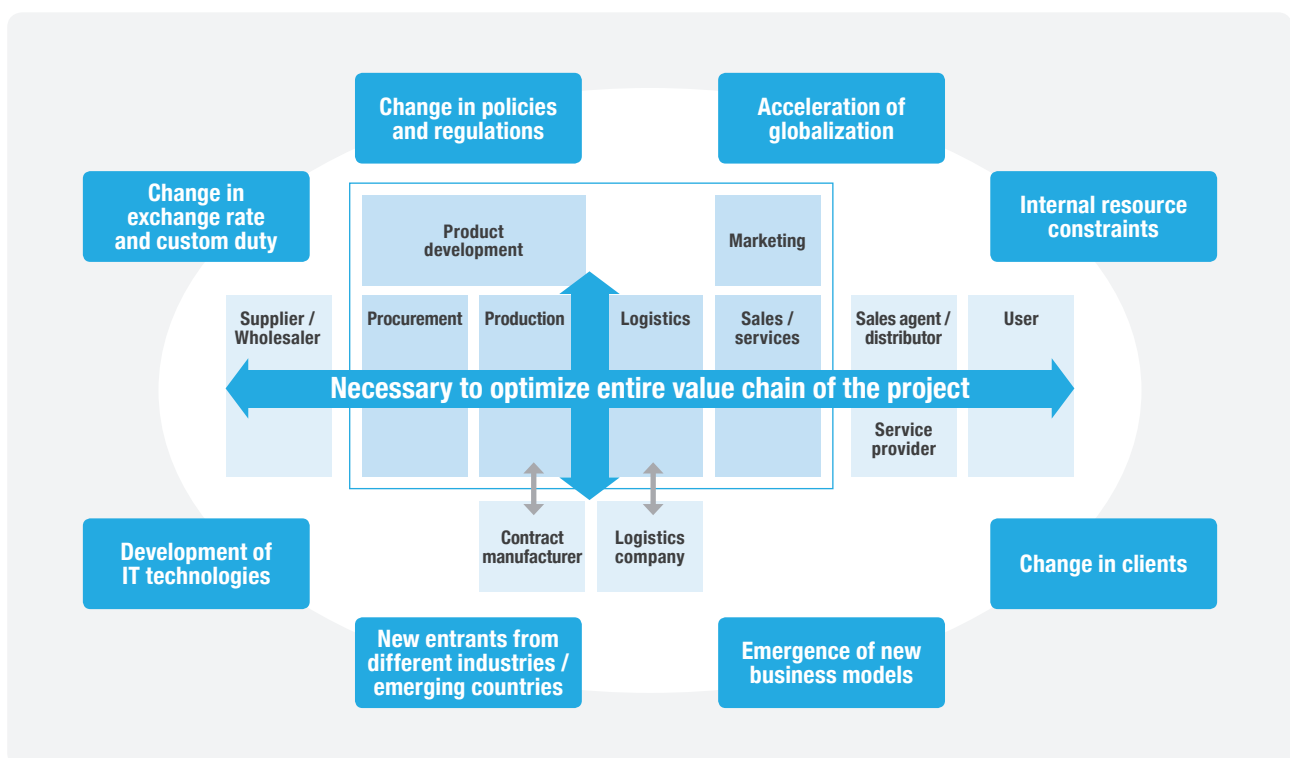 Change in policies
and regulations
Acceleration of
globalization
Change in
exchange rate
and custom duty
Internal resource
constraints
Product
development
Marketing
Supplier /
Wholesaler
Procurement
Production
Logistics
Sales /
services
Sales agent /
distributor
User
Necessary to optimize entire value chain of the project
Service
provider
Contract
manufacturer
Logistics
company
Development of
IT technologies
Change in clients
New entrants from
different industries /
emerging countries
Emergence of new
business models